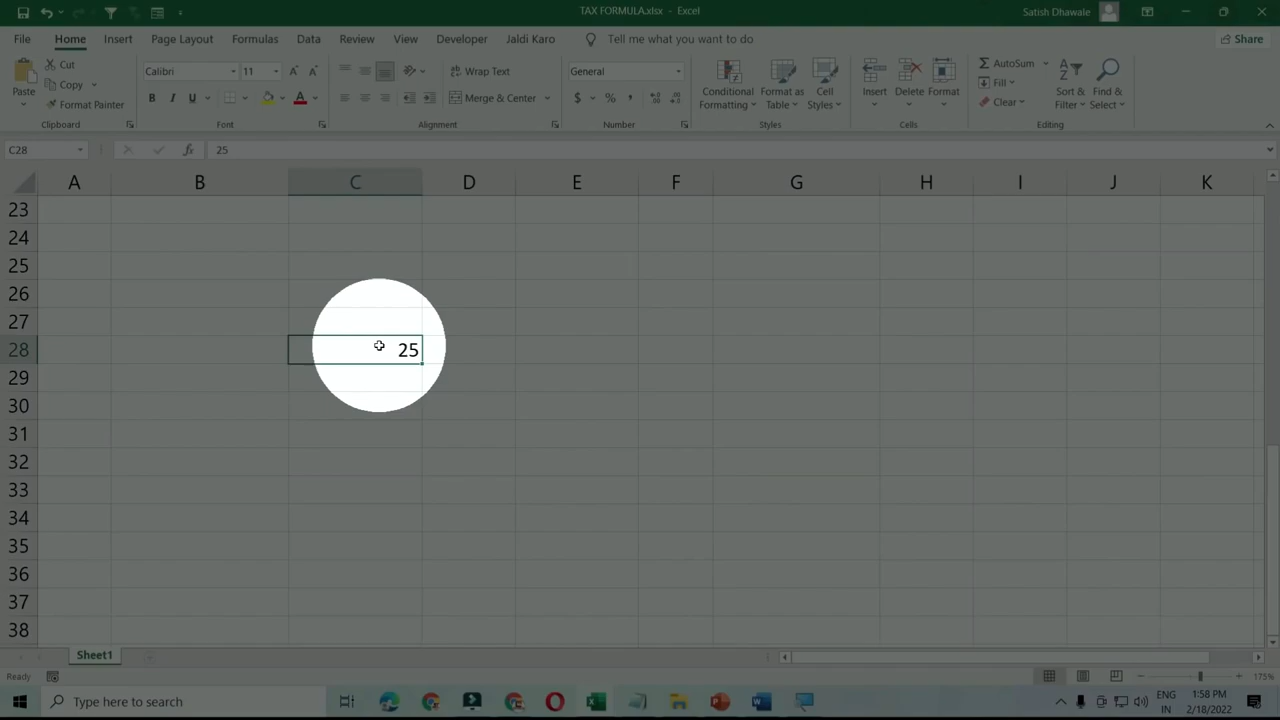 TAX FORMULA.xlsx - Excel
Satish Dhawale
File Home Insert Page Layout Formulas Data Review View Developer Jaldi Karo Tell me what you want to do Share
Paste
Cut
Copy
Format Painter
Clipboard
Calibri 11
B I U
Font
Wrap Text
Merge & Center
Alignment
General
$ % ,
Number
Conditional Formatting
Format as Table
Cell Styles
Styles
Insert Delete Format
Cells
AutoSum
Fill
Clear
Sort & Filter
Find & Select
Editing
C28 fx 25
A B C D E F G H I J K
23
24
25
26
27
28 25
29
30
31
32
33
34
35
36
37
38
Sheet1
Ready 175%
Type here to search
ENG
IN
1:58 PM
2/18/2022